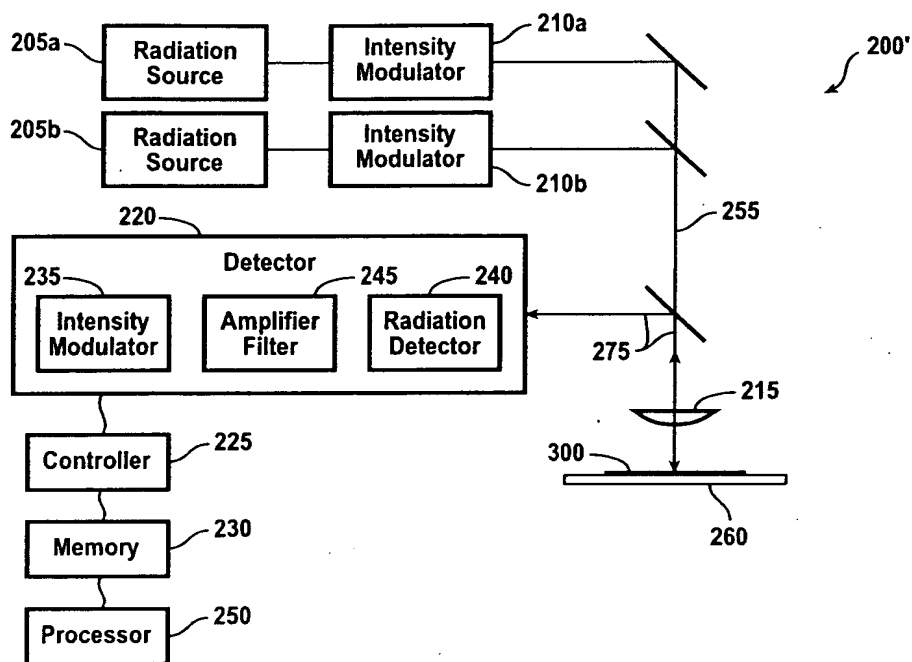 205a
Radiation
Source
Intensity
Modulator
210a
200'
205b
Radiation
Source
Intensity
Modulator
210b
220
255
Detector
235
245
240
Intensity
Modulator
Amplifier
Filter
Radiation
Detector
275
215
Controller
225
300
260
Memory
230
Processor
250